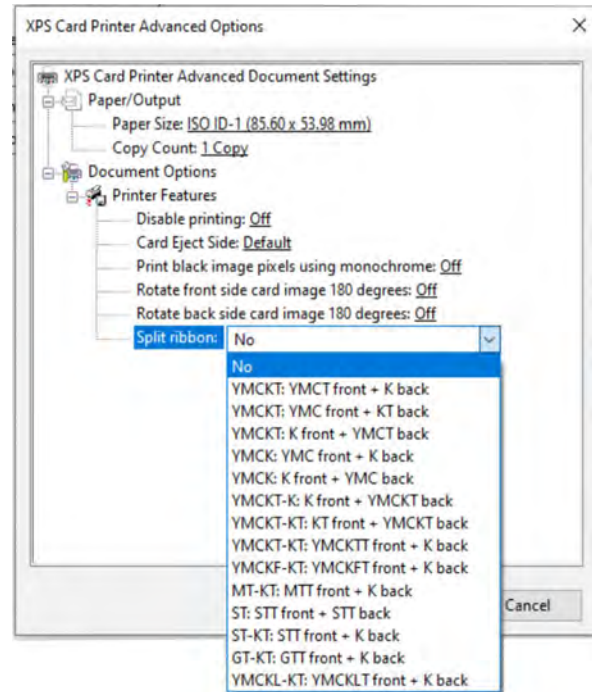 XPS Card Printer Advanced Options
XPS Card Printer Advanced Document Settings
Paper/Output
Paper Size: ISO ID-1 (85.60 x 53.98 mm)
Copy Count: 1 Copy
Document Options
Printer Features
Disable printing: Off
Card Eject Side: Default
Print black image pixels using monochrome: Off
Rotate front side card image 180 degrees: Off
Rotate back side card image 180 degrees: Off
Split ribbon: No
No
YMCKT: YMCT front + K back
YMCKT: YMC front + KT back
YMCKT: K front + YMCT back
YMCK: YMC front + K back
YMCK: K front + YMC back
YMCKT-K: K front + YMCKT back
YMCKT-KT: KT front + YMCKT back
YMCKT-KT: YMCKTT front + K back
YMCKF-KT: YMCKFT front + K back
MT-KT: MTT front + K back
ST: STT front + STT back
ST-KT: STT front + K back
GT-KT: GTT front + K back
YMCKL-KT: YMCKLT front + K back
Cancel